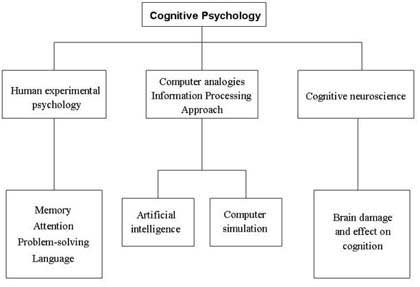 Cognitive Psychology
Human experimental
psychology
Computer analogies
Information Processing
Approach
Cognitive neuroscience
Memory
Attention
Problem-solving
Language
Artificial
intelligence
Computer
simulation
Brain damage
and effect on
cognition